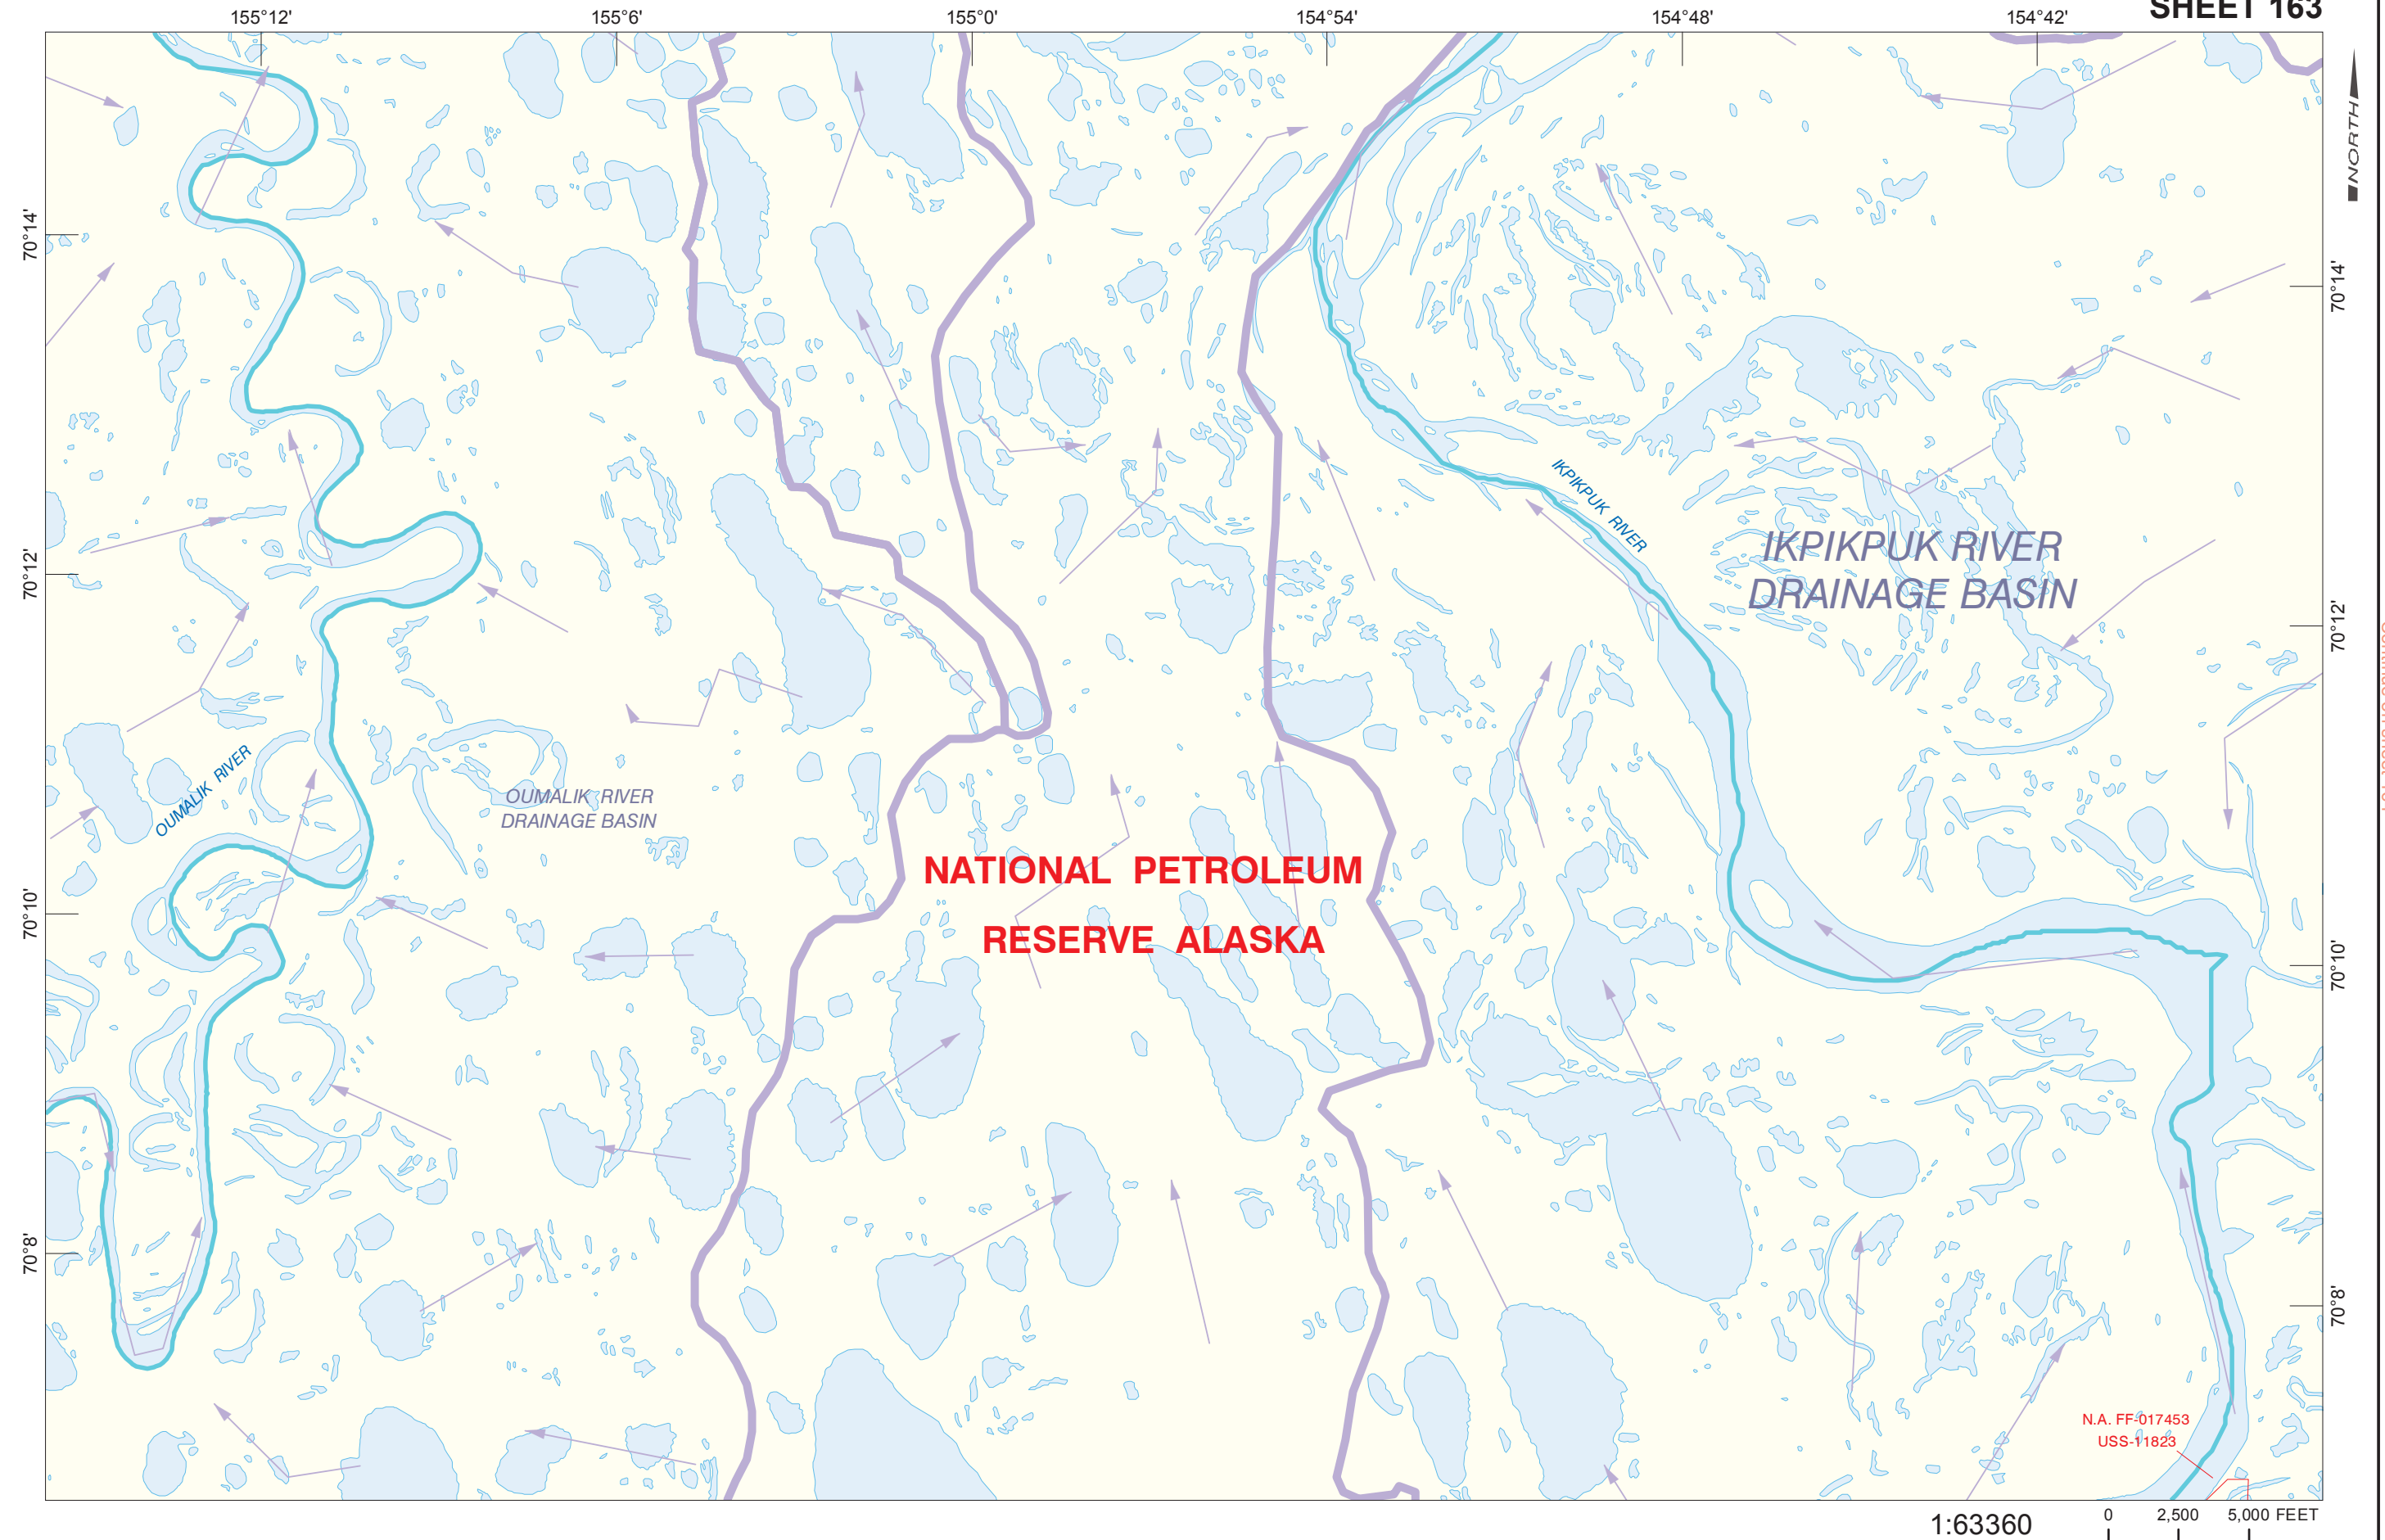 SHEET 163
155°12'
155°6'
155°0'
154°54'
154°48'
154°42'
NORTH
70°14'
70°14'
IKPIKPUK RIVER
IKPIKPUK RIVER
DRAINAGE BASIN
70°12'
70°12'
OUMALIK RIVER
OUMALIK RIVER
DRAINAGE BASIN
NATIONAL PETROLEUM
RESERVE ALASKA
70°10'
70°10'
70°8'
70°8'
N.A. FF-017453
USS-11823
1:63360
0 2,500 5,000 FEET